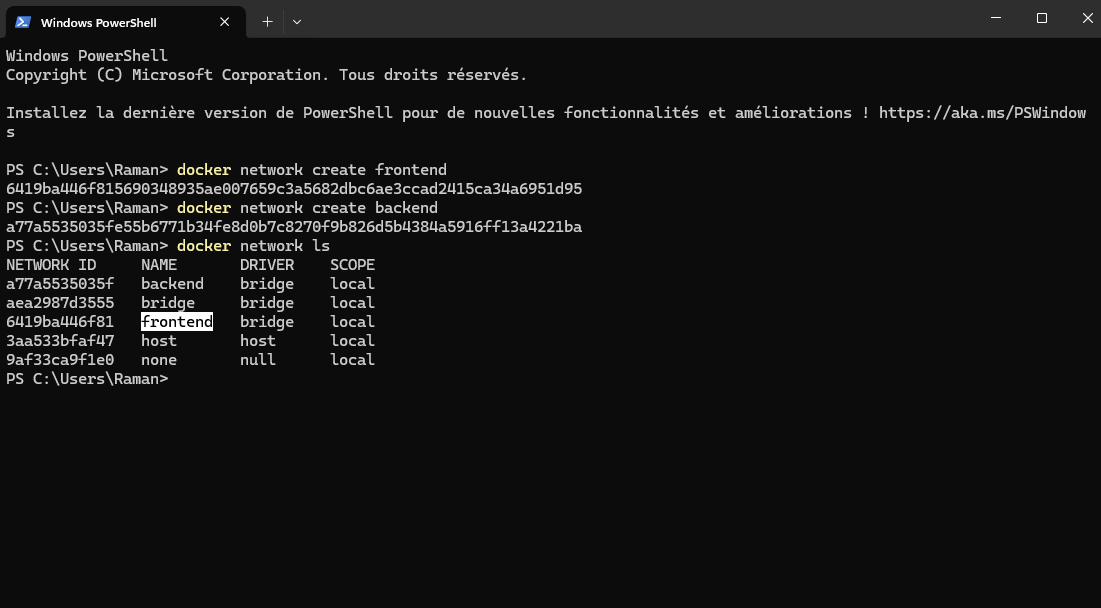 Windows PowerShell
Windows PowerShell
Copyright (C) Microsoft Corporation. Tous droits réservés.
Installez la dernière version de PowerShell pour de nouvelles fonctionnalités et améliorations ! https://aka.ms/PSWindow
s
PS C:\Users\Raman> docker network create frontend
6419ba446f815690348935ae007659c3a5682dbc6ae3ccad2415ca34a6951d95
PS C:\Users\Raman> docker network create backend
a77a5535035fe55b6771b34fe8d0b7c8270f9b826d5b4384a5916ff13a4221ba
PS C:\Users\Raman> docker network ls
NETWORK ID     NAME       DRIVER    SCOPE
a77a5535035f   backend    bridge    local
aea2987d3555   bridge     bridge    local
6419ba446f81   frontend   bridge    local
3aa533bfaf47   host       host      local
9af33ca9f1e0   none       null      local
PS C:\Users\Raman>